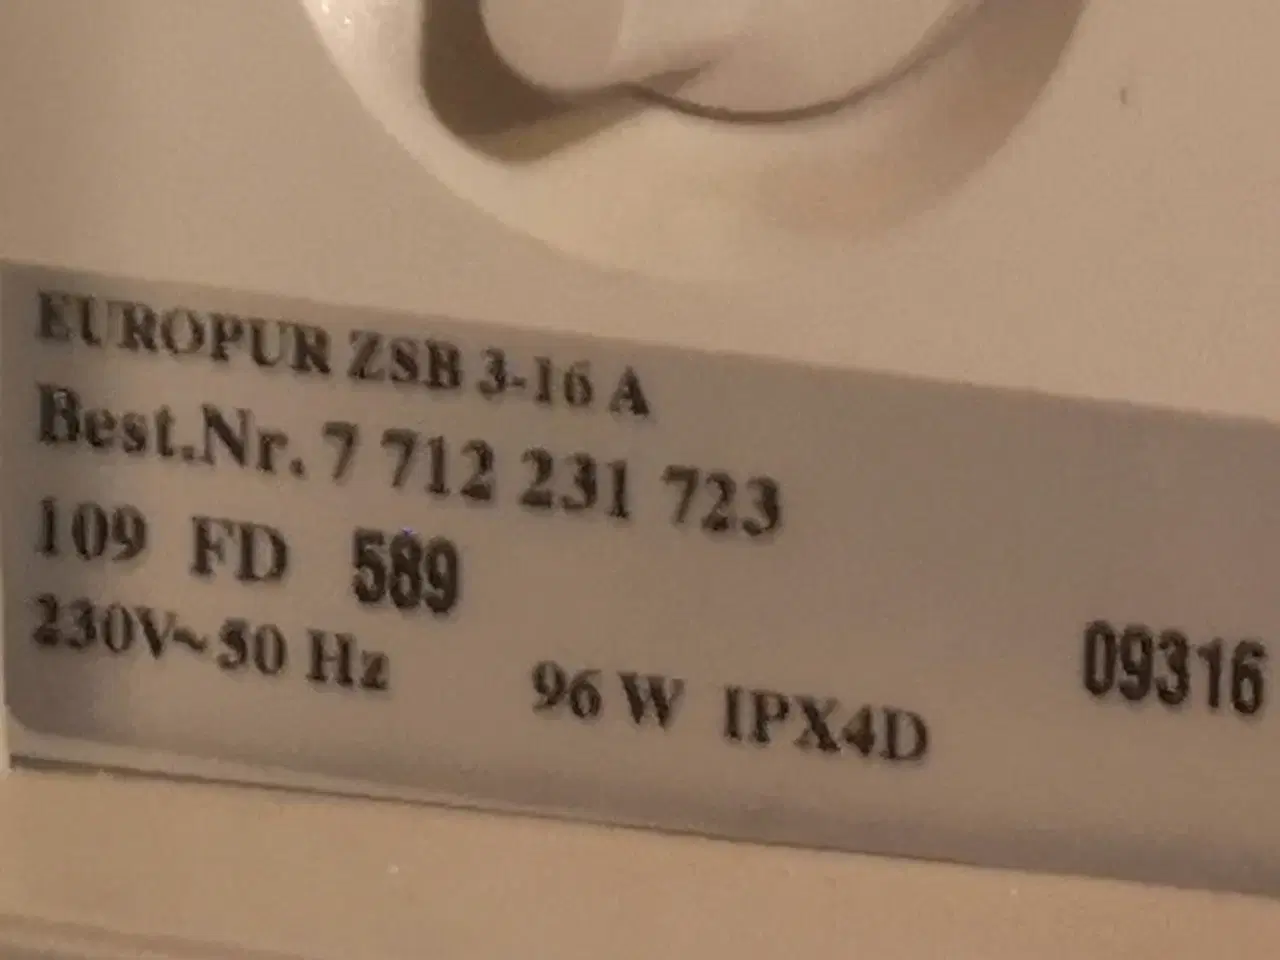 EUROPUR ZSB 3-16 A
Best.Nr. 7 712 231 723
109 FD 589
230V~50 Hz 96 W IPX4D 09316